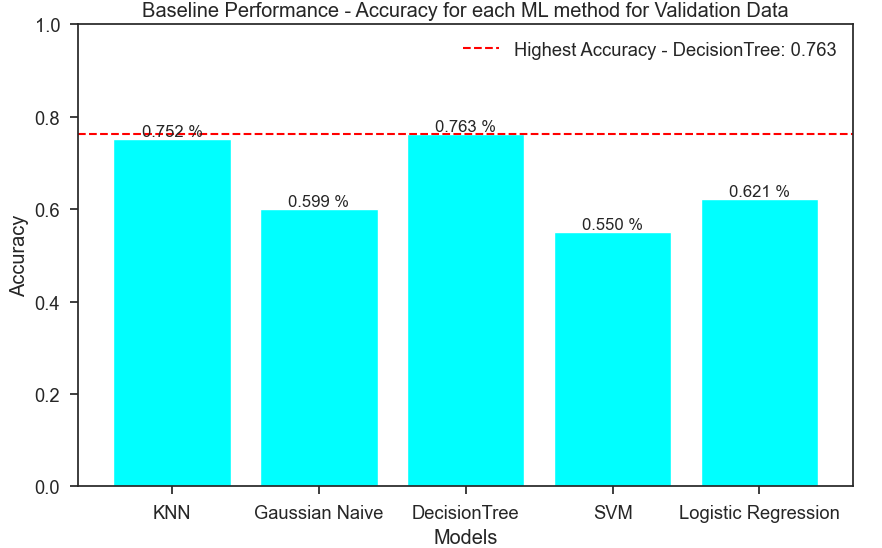 Baseline Performance - Accuracy for each ML method for Validation Data
Highest Accuracy - DecisionTree: 0.763
1.0
0.8
0.6
0.4
0.2
0.0
Accuracy
0.752 %
0.599 %
0.763 %
0.550 %
0.621 %
KNN
Gaussian Naive
DecisionTree
SVM
Logistic Regression
Models